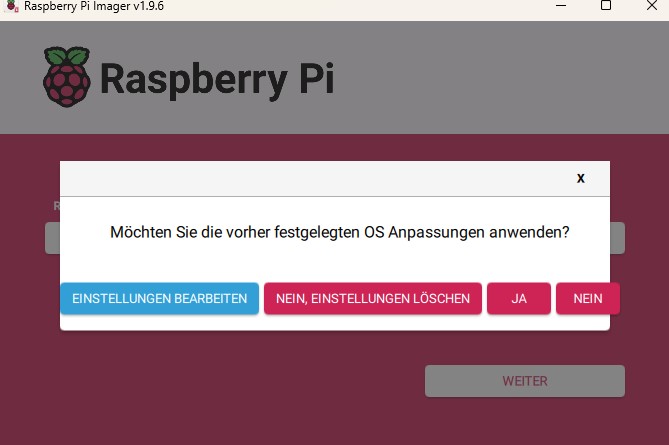 Raspberry Pi Imager v1.9.6
Raspberry Pi
R
x
Möchten Sie die vorher festgelegten OS Anpassungen anwenden?
EINSTELLUNGEN BEARBEITEN NEIN, EINSTELLUNGEN LÖSCHEN JA NEIN
WEITER